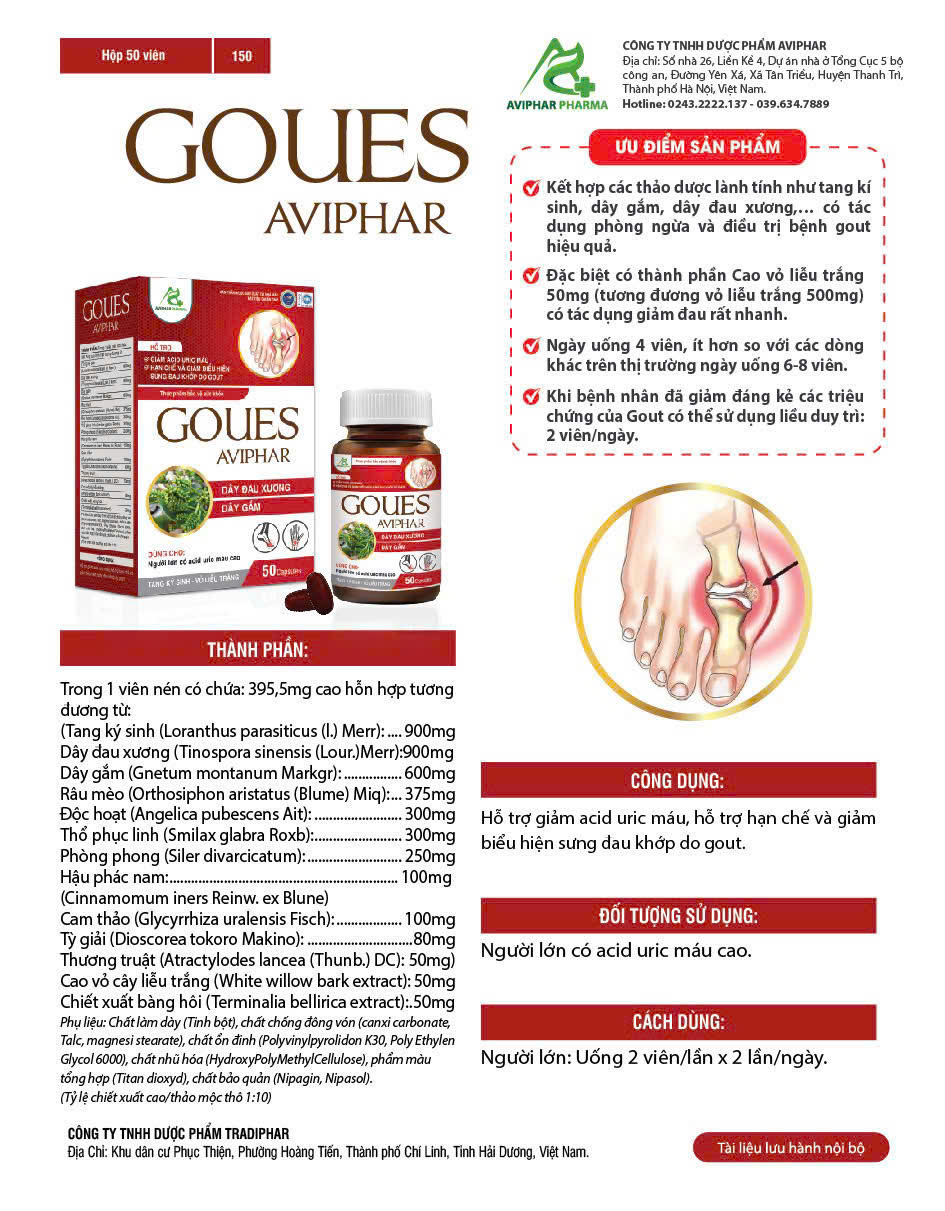 Hộp 50 viên
150
AVIPHAR PHARMA
CÔNG TY TNHH DƯỢC PHẨM AVIPHAR
Địa chỉ: Số nhà 26, Liền Kề 4, Dự án nhà ở Tổng Cục 5 bộ
công an, Đường Yên Xá, Xã Tân Triều, Huyện Thanh Trì,
Thành phố Hà Nội, Việt Nam.
Hotline: 0243.2222.137 - 039.634.7889
GOUES
AVIPHAR
ƯU ĐIỂM SẢN PHẨM
Kết hợp các thảo dược lành tính như tang kí
sinh, dây gắm, dây đau xương,... có tác
dụng phòng ngừa và điều trị bệnh gout
hiệu quả.
Đặc biệt có thành phần Cao vỏ liễu trắng
50mg (tương đương vỏ liễu trắng 500mg)
có tác dụng giảm đau rất nhanh.
Ngày uống 4 viên, ít hơn so với các dòng
khác trên thị trường ngày uống 6-8 viên.
Khi bệnh nhân đã giảm đáng kẻ các triệu
chứng của Gout có thể sử dụng liều duy trì:
2 viên/ngày.
GOUES
AVIPHAR
AVIPHAR PHARMA
HỖ TRỢ
GIẢM ACID URIC MÁU
HẠN CHẾ VÀ GIẢM BIỂU HIỆN
SƯNG ĐAU KHỚP DO GOUT
Thực phẩm bảo vệ sức khỏe
GOUES
AVIPHAR
DÂY ĐAU XƯƠNG
DÂY GẮM
DÙNG CHO:
Người lớn có acid uric máu cao
50 Capsules
TANG KÝ SINH - VỎ LIỄU TRẮNG
GOUES
AVIPHAR
DÂY ĐAU XƯƠNG
DÂY GẮM
Người lớn có acid uric máu cao
50 Capsules
THÀNH PHẦN:
Trong 1 viên nén có chứa: 395,5mg cao hỗn hợp tương
đương từ:
(Tang ký sinh (Loranthus parasiticus (l.) Merr): .... 900mg
Dây đau xương (Tinospora sinensis (Lour.)Merr):900mg
Dây gắm (Gnetum montanum Markgr): ................ 600mg
Râu mèo (Orthosiphon aristatus (Blume) Miq):... 375mg
Độc hoạt (Angelica pubescens Ait): ........................ 300mg
Thổ phục linh (Smilax glabra Roxb):........................ 300mg
Phòng phong (Siler divarcicatum):.......................... 250mg
Hậu phác nam:............................................................... 100mg
(Cinnamomum iners Reinw. ex Blune)
Cam thảo (Glycyrrhiza uralensis Fisch):.................. 100mg
Tỳ giải (Dioscorea tokoro Makino): .............................80mg
Thương truật (Atractylodes lancea (Thunb.) DC): 50mg)
Cao vỏ cây liễu trắng (White willow bark extract): 50mg
Chiết xuất bàng hôi (Terminalia bellirica extract):.50mg
Phụ liệu: Chất làm dày (Tinh bột), chất chống đông vón (canxi carbonate,
Talc, magnesi stearate), chất ổn đinh (Polyvinylpyrolidon K30, Poly Ethylen
Glycol 6000), chất nhũ hóa (HydroxyPolyMethylCellulose), phẩm màu
tổng hợp (Titan dioxyd), chất bảo quản (Nipagin, Nipasol).
(Tỷ lệ chiết xuất cao/thảo mộc thô 1:10)
CÔNG DỤNG:
Hỗ trợ giảm acid uric máu, hỗ trợ hạn chế và giảm
biểu hiện sưng đau khớp do gout.
ĐỐI TƯỢNG SỬ DỤNG:
Người lớn có acid uric máu cao.
CÁCH DÙNG:
Người lớn: Uống 2 viên/lần x 2 lần/ngày.
CÔNG TY TNHH DƯỢC PHẨM TRADIPHAR
Địa Chỉ: Khu dân cư Phục Thiện, Phường Hoàng Tiến, Thành phố Chí Linh, Tỉnh Hải Dương, Việt Nam.
Tài liệu lưu hành nội bộ